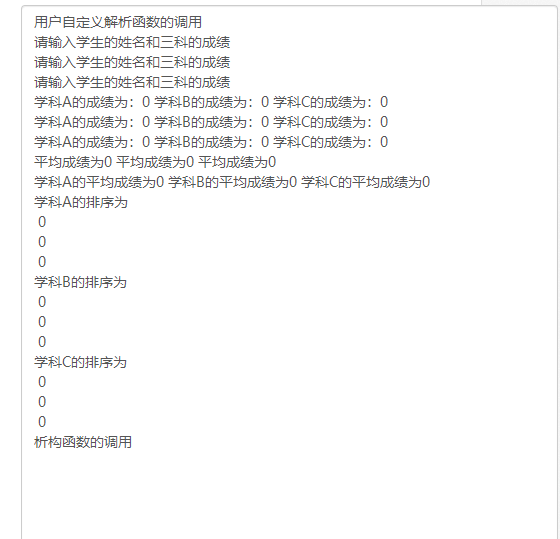 用户自定义解析函数的调用
请输入学生的姓名和三科的成绩
请输入学生的姓名和三科的成绩
请输入学生的姓名和三科的成绩
学科A的成绩为：0 学科B的成绩为：0 学科C的成绩为：0
学科A的成绩为：0 学科B的成绩为：0 学科C的成绩为：0
学科A的成绩为：0 学科B的成绩为：0 学科C的成绩为：0
平均成绩为0 平均成绩为0 平均成绩为0
学科A的平均成绩为0 学科B的平均成绩为0 学科C的平均成绩为0
学科A的排序为
0
0
0
学科B的排序为
0
0
0
学科C的排序为
0
0
0
析构函数的调用